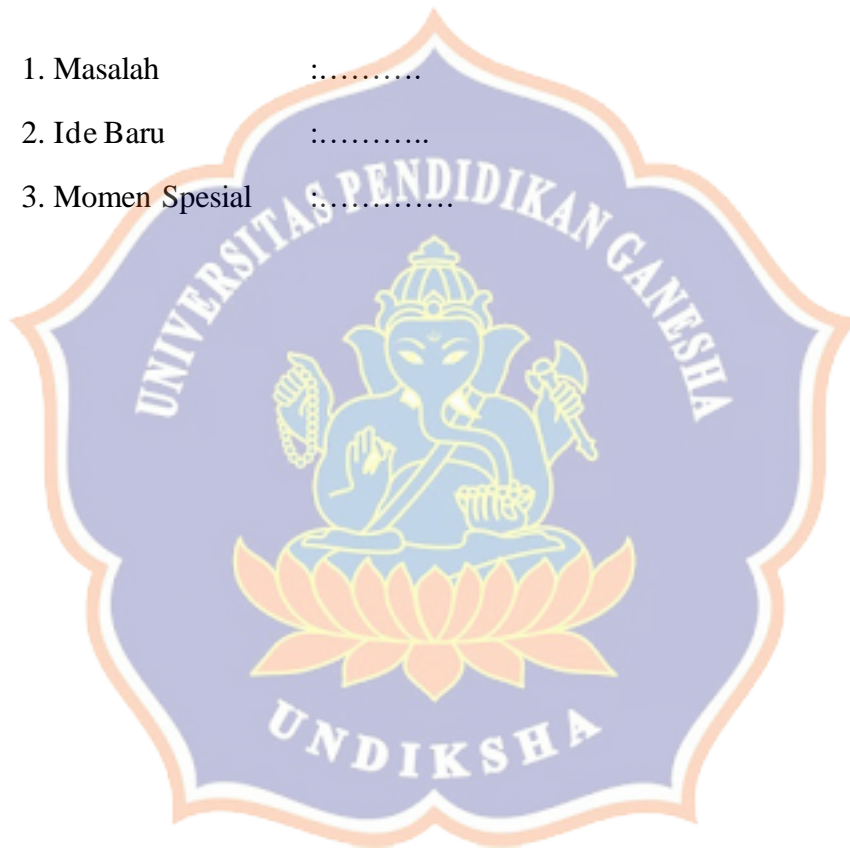 1. Masalah :……….
2. Ide Baru :………..
3. Momen Spesial :………….
UNIVERSITAS PENDIDIKAN GANESHA
UNDIKSHA